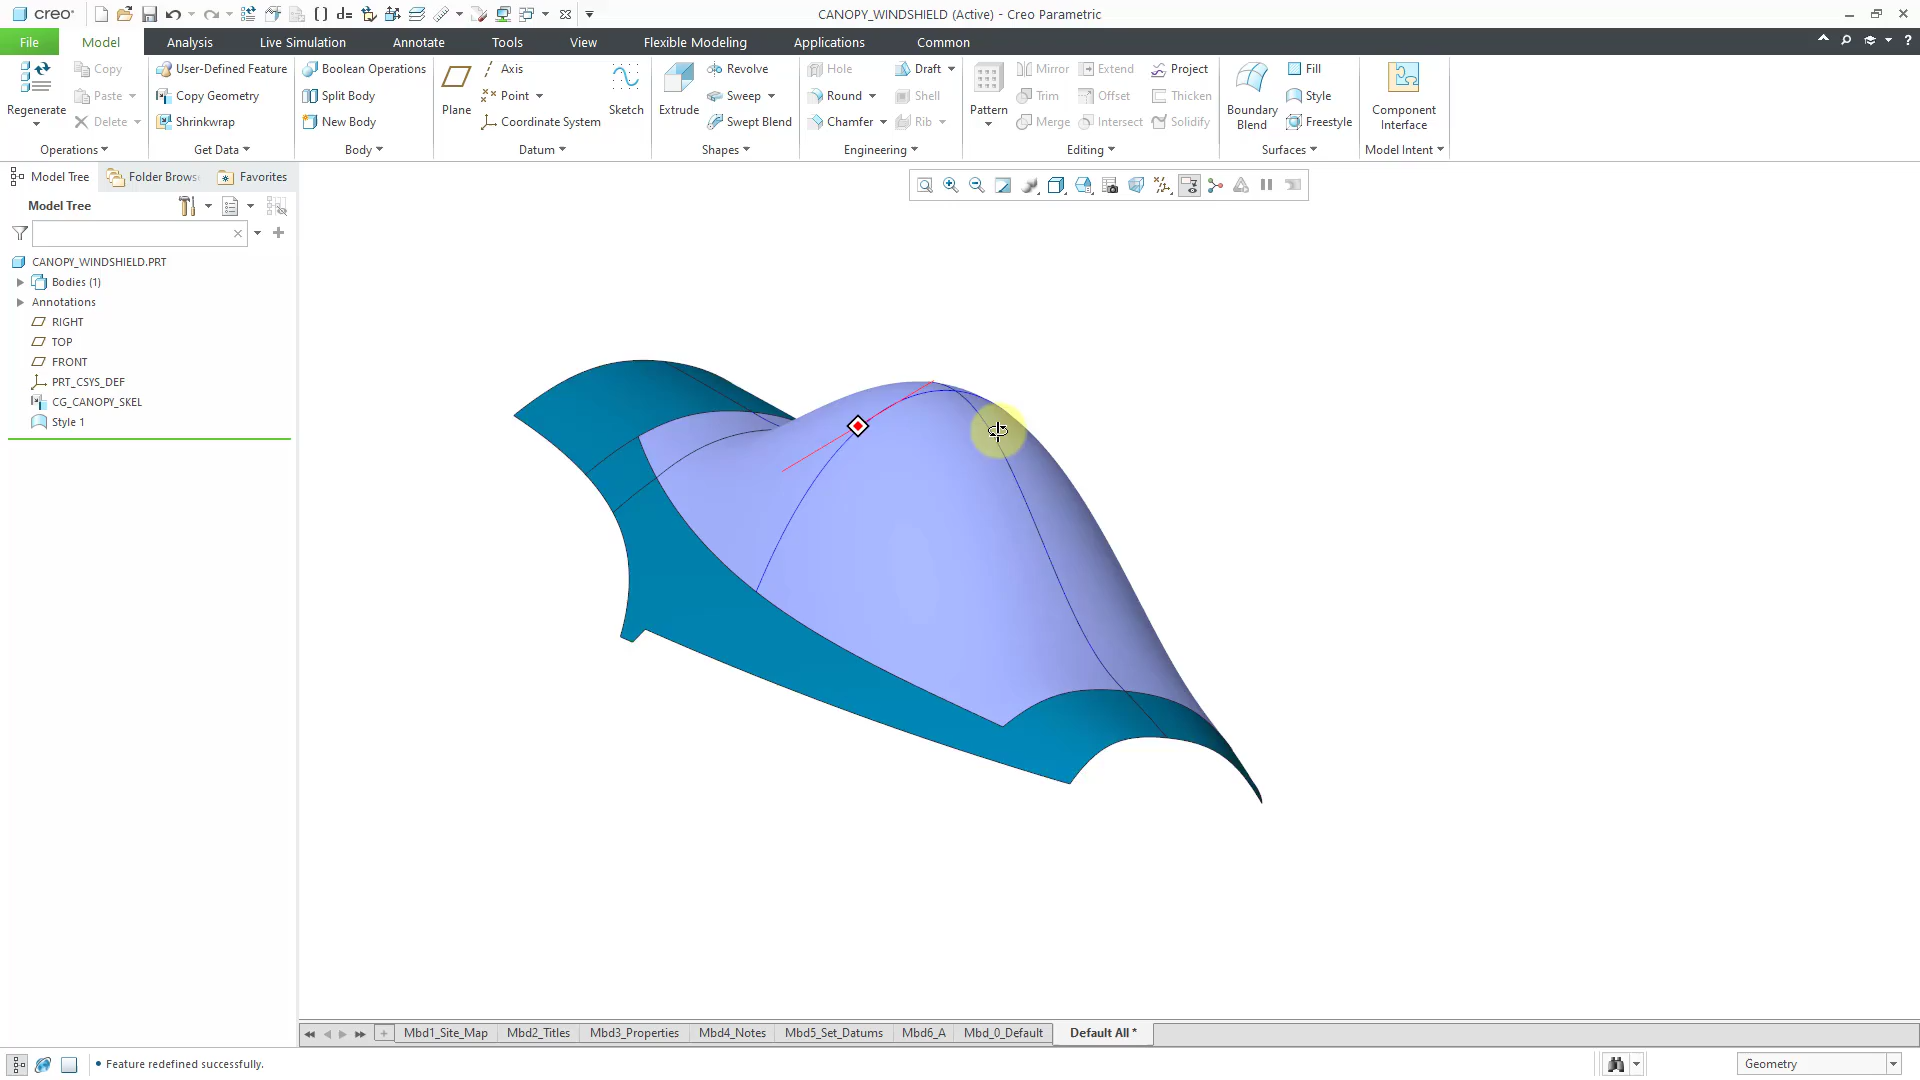 creo
CANOPY_WINDSHIELD (Active) - Creo Parametric
File Model Analysis Live Simulation Annotate Tools View Flexible Modeling Applications Common
Regenerate
Copy
Paste
Delete
Operations
User-Defined Feature
Copy Geometry
Shrinkwrap
Get Data
Boolean Operations
Split Body
New Body
Body
Plane
Axis
Point
Coordinate System
Sketch
Datum
Extrude
Revolve
Sweep
Swept Blend
Shapes
Hole
Round
Chamfer
Draft
Shell
Rib
Engineering
Pattern
Mirror
Trim
Merge
Extend
Offset
Intersect
Project
Thicken
Solidify
Editing
Boundary
Blend
Fill
Style
Freestyle
Surfaces
Component
Interface
Model Intent
Model Tree Folder Brows Favorites
Model Tree
CANOPY_WINDSHIELD.PRT
Bodies (1)
Annotations
RIGHT
TOP
FRONT
PRT_CSYS_DEF
CG_CANOPY_SKEL
Style 1
Mbd1_Site_Map Mbd2_Titles Mbd3_Properties Mbd4_Notes Mbd5_Set_Datums Mbd6_A Mbd_0_Default Default All *
• Feature redefined successfully.
Geometry